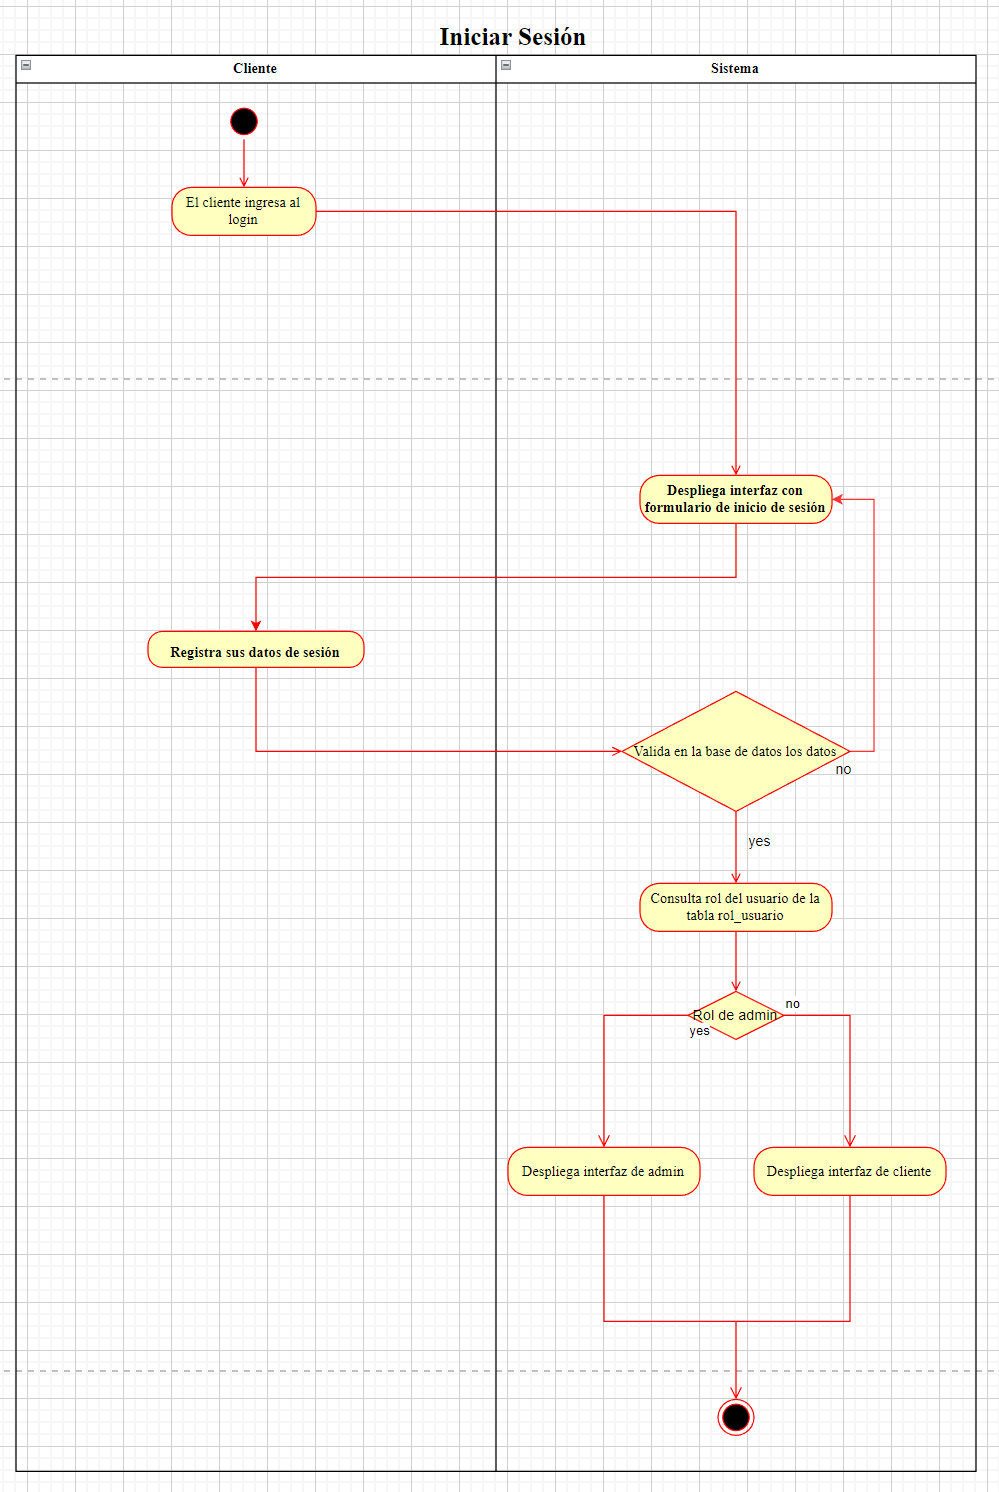 Iniciar Sesión
Cliente
Sistema
El cliente ingresa al
login
Despliega interfaz con
formulario de inicio de sesión
Registra sus datos de sesión
Valida en la base de datos los datos
no
yes
Consulta rol del usuario de la
tabla rol_usuario
no
Rol de admin
yes
Despliega interfaz de admin
Despliega interfaz de cliente